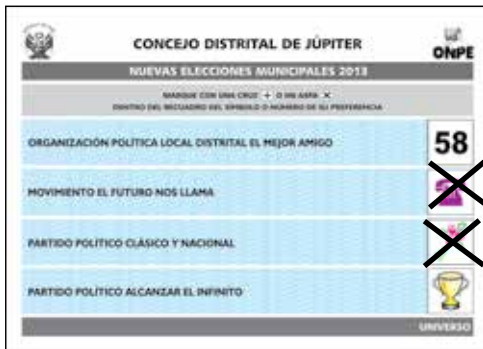 CONCEJO DISTRITAL DE JÚPITER
ONPE
NUEVAS ELECCIONES MUNICIPALES 2013
MARQUE CON UNA CRUZ + O UN ASPA X
DENTRO DEL RECUADRO DEL SÍMBOLO O NÚMERO DE SU PREFERENCIA
ORGANIZACIÓN POLÍTICA LOCAL DISTRITAL EL MEJOR AMIGO
58
MOVIMIENTO EL FUTURO NOS LLAMA
PARTIDO POLÍTICO CLÁSICO Y NACIONAL
PARTIDO POLÍTICO ALCANZAR EL INFINITO
UNIVERSO